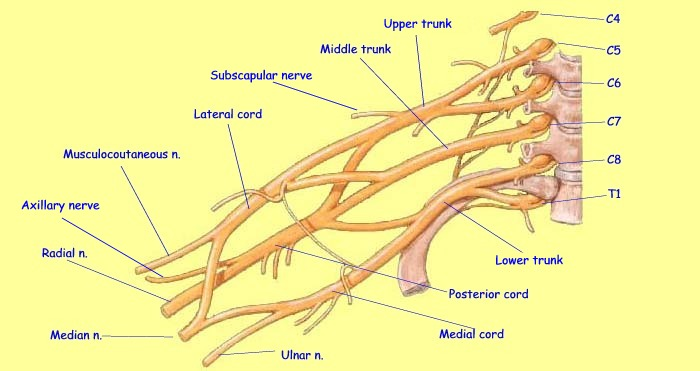 C4
Upper trunk
C5
Middle trunk
Subscapular nerve
C6
Lateral cord
C7
Musculocoutaneous n.
C8
T1
Axillary nerve
Radial n.
Lower trunk
Posterior cord
Median n.
Medial cord
Ulnar n.